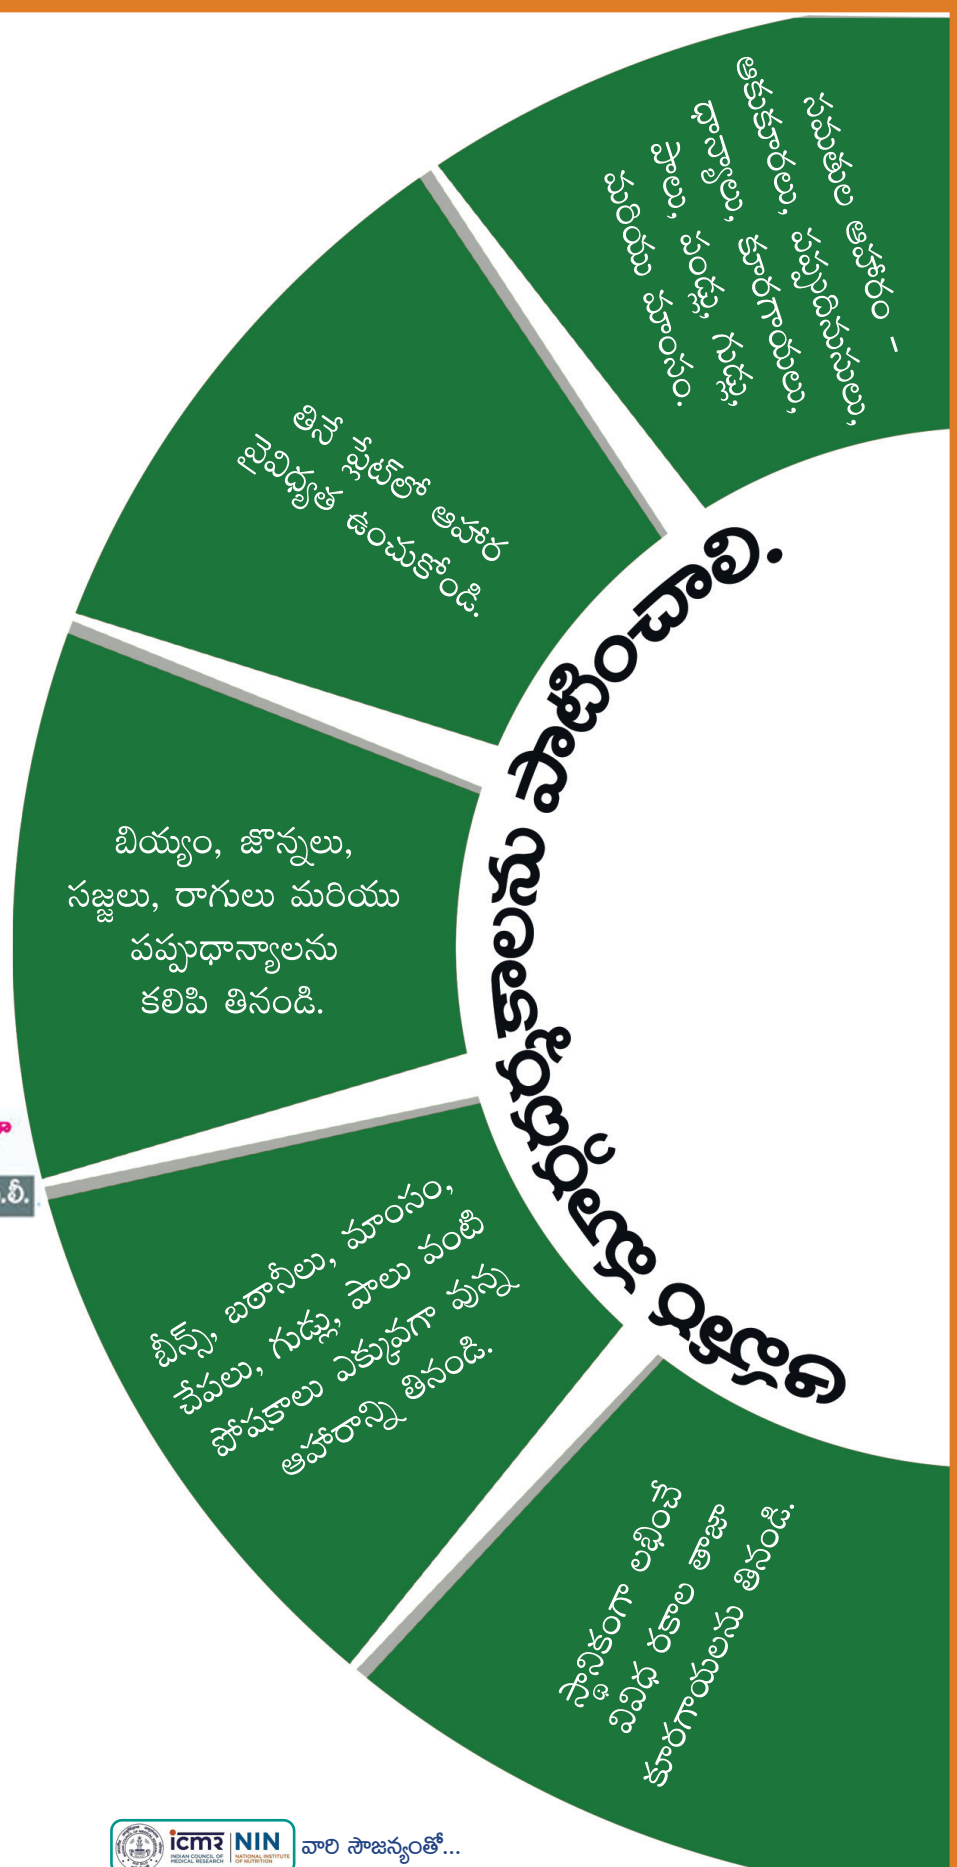 సమతుల ఆహారం -
ఆకుకూరలు, పప్పుదినుసులు,
ధాన్యాలు, కూరగాయలు,
పాలు, పండ్లు, గుడ్లు,
మరియు మాంసం.
తినే ప్లేట్‌లో ఆహార
వైవిధ్యత ఉంచుకోండి.
బియ్యం, జొన్నలు,
సజ్జలు, రాగులు మరియు
పప్పుధాన్యాలను
కలిపి తినండి.
బీన్స్, బఠానీలు, మాంసం,
చేపలు, గుడ్లు, పాలు వంటి
పోషకాలు ఎక్కువగా వున్న
ఆహారాన్ని తినండి.
స్థానికంగా లభించే
వివిధ రకాల తాజా
కూరగాయలను తినండి.
ఆహార మార్గదర్శకాలను పాటించాలి.
icmr
INDIAN COUNCIL OF
MEDICAL RESEARCH
NIN
NATIONAL INSTITUTE
OF NUTRITION
వారి సౌజన్యంతో...